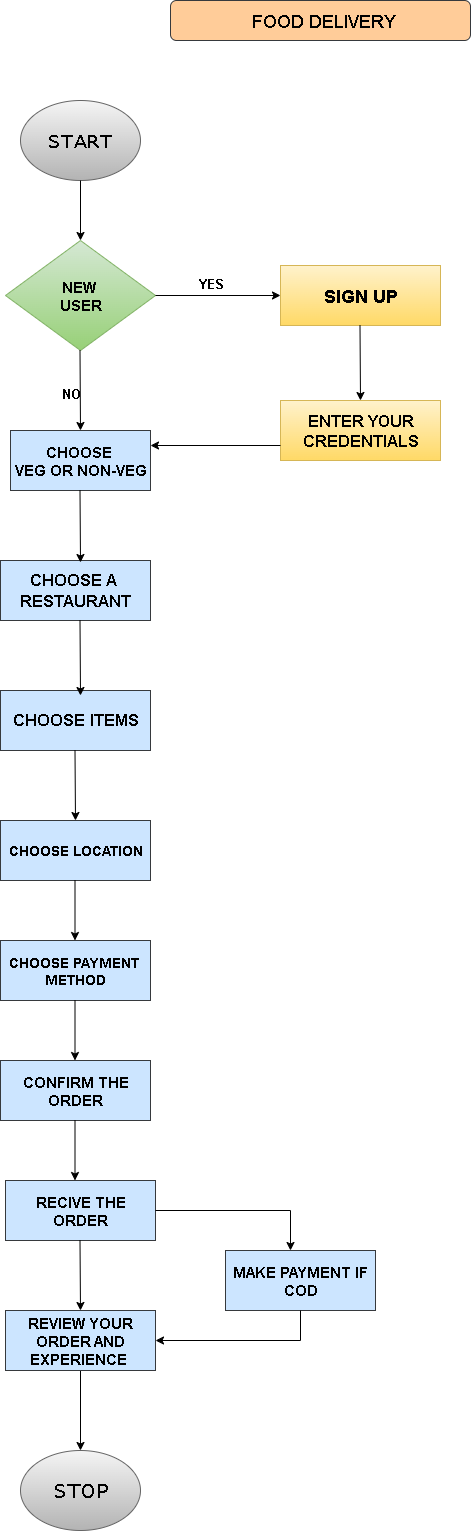 FOOD DELIVERY
START
NEW
USER
YES
SIGN UP
NO
ENTER YOUR
CREDENTIALS
CHOOSE
VEG OR NON-VEG
CHOOSE A
RESTAURANT
CHOOSE ITEMS
CHOOSE LOCATION
CHOOSE PAYMENT
METHOD
CONFIRM THE
ORDER
RECIVE THE
ORDER
MAKE PAYMENT IF
COD
REVIEW YOUR
ORDER AND
EXPERIENCE
STOP